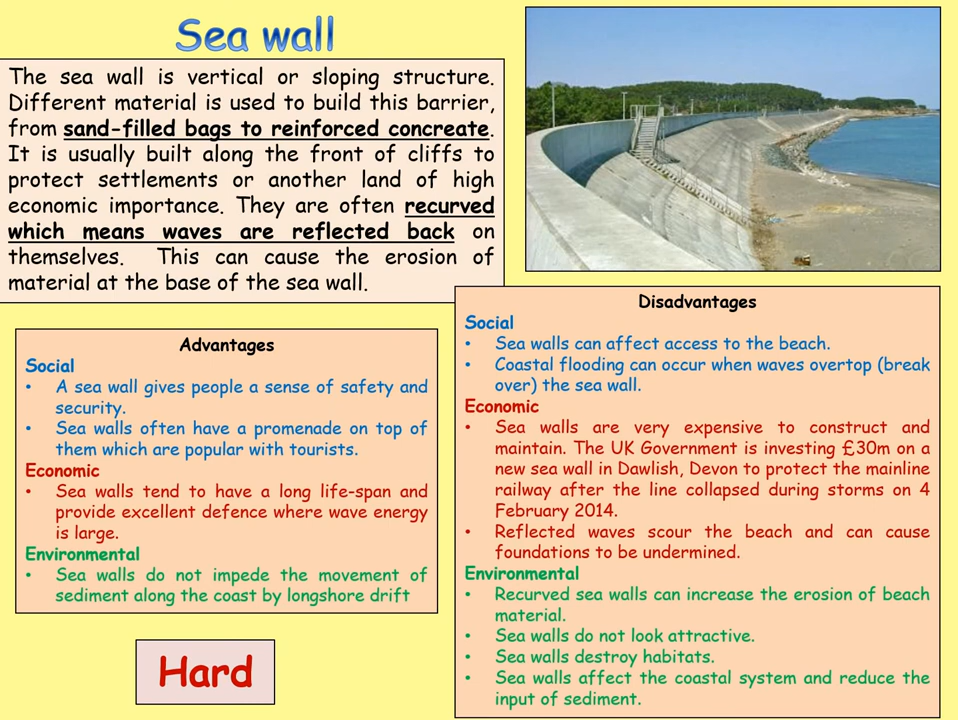 Sea wall
The sea wall is vertical or sloping structure.
Different material is used to build this barrier,
from sand-filled bags to reinforced concreate.
It is usually built along the front of cliffs to
protect settlements or another land of high
economic importance. They are often recurved
which means waves are reflected back on
themselves. This can cause the erosion of
material at the base of the sea wall.
Advantages
Social
• A sea wall gives people a sense of safety and
security.
• Sea walls often have a promenade on top of
them which are popular with tourists.
Economic
• Sea walls tend to have a long life-span and
provide excellent defence where wave energy
is large.
Environmental
• Sea walls do not impede the movement of
sediment along the coast by longshore drift
Hard
Disadvantages
Social
• Sea walls can affect access to the beach.
• Coastal flooding can occur when waves overtop (break
over) the sea wall.
Economic
• Sea walls are very expensive to construct and
maintain. The UK Government is investing £30m on a
new sea wall in Dawlish, Devon to protect the mainline
railway after the line collapsed during storms on 4
February 2014.
• Reflected waves scour the beach and can cause
foundations to be undermined.
Environmental
• Recurved sea walls can increase the erosion of beach
material.
• Sea walls do not look attractive.
• Sea walls destroy habitats.
• Sea walls affect the coastal system and reduce the
input of sediment.